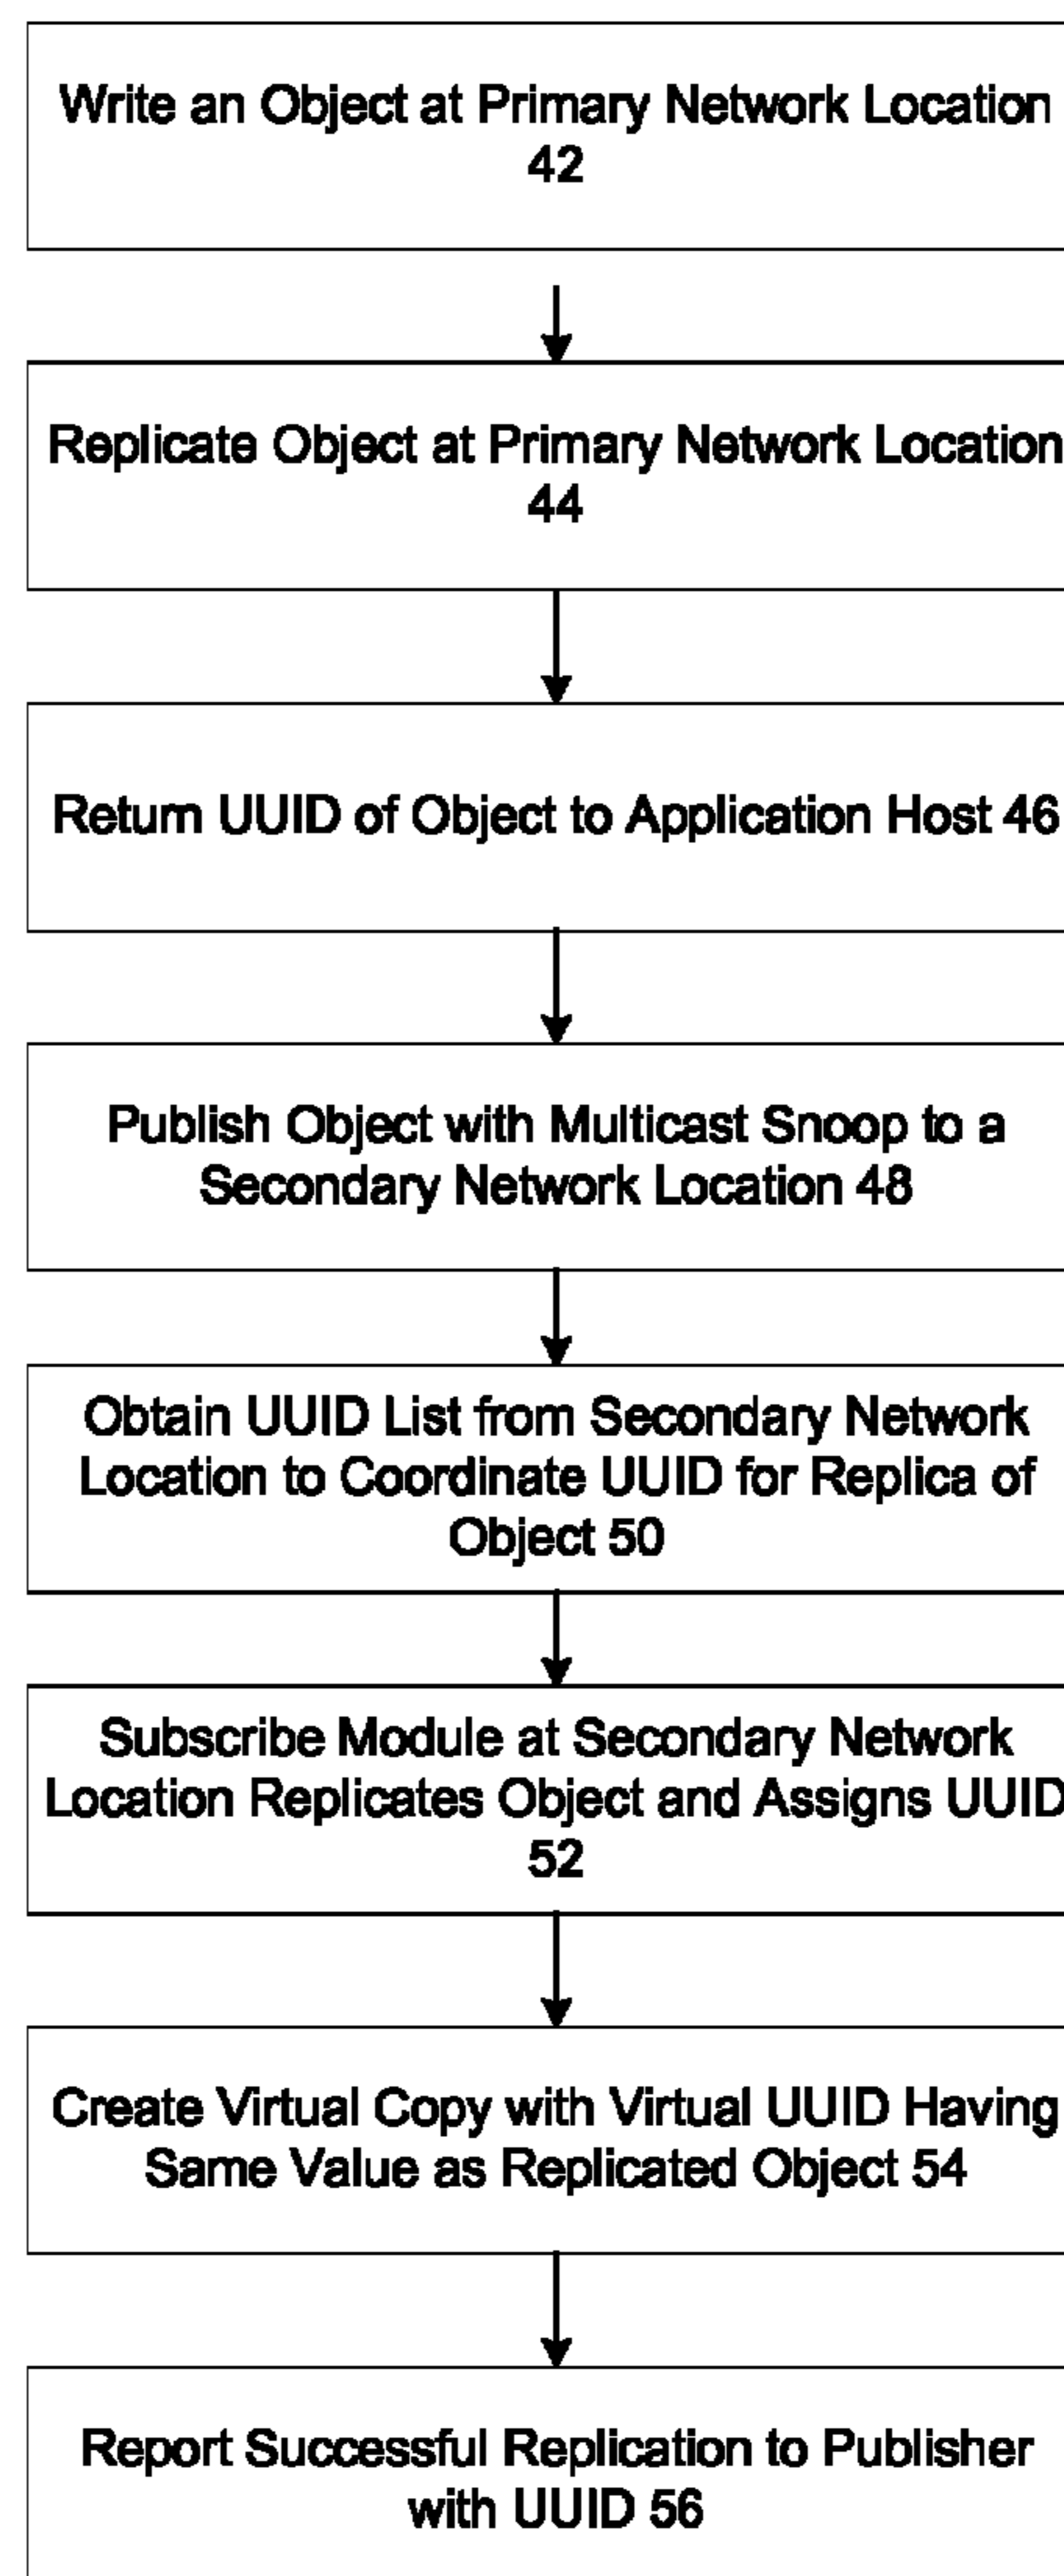 Write an Object at Primary Network Location
42
Replicate Object at Primary Network Location
44
Return UUID of Object to Application Host 46
Publish Object with Multicast Snoop to a
Secondary Network Location 48
Obtain UUID List from Secondary Network
Location to Coordinate UUID for Replica of
Object 50
Subscribe Module at Secondary Network
Location Replicates Object and Assigns UUID
52
Create Virtual Copy with Virtual UUID Having
Same Value as Replicated Object 54
Report Successful Replication to Publisher
with UUID 56